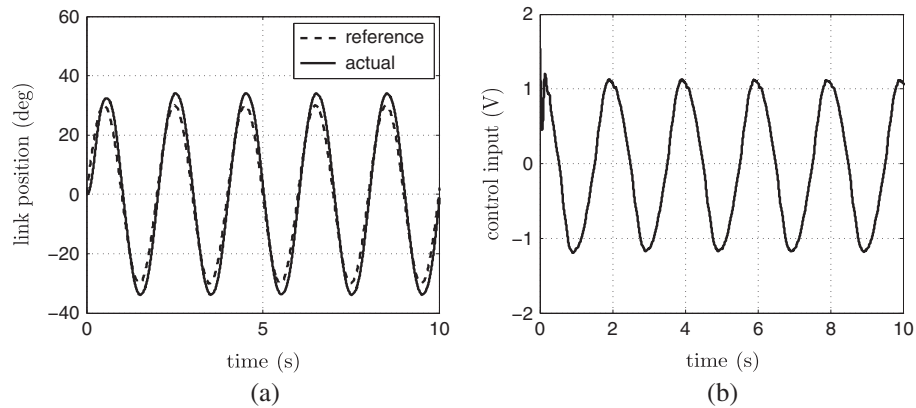 60
40
20
0
-20
-40
link position (deg)
reference
actual
0
5
10
time (s)
(a)
2
1
0
-1
-2
control input (V)
0
2
4
6
8
10
time (s)
(b)